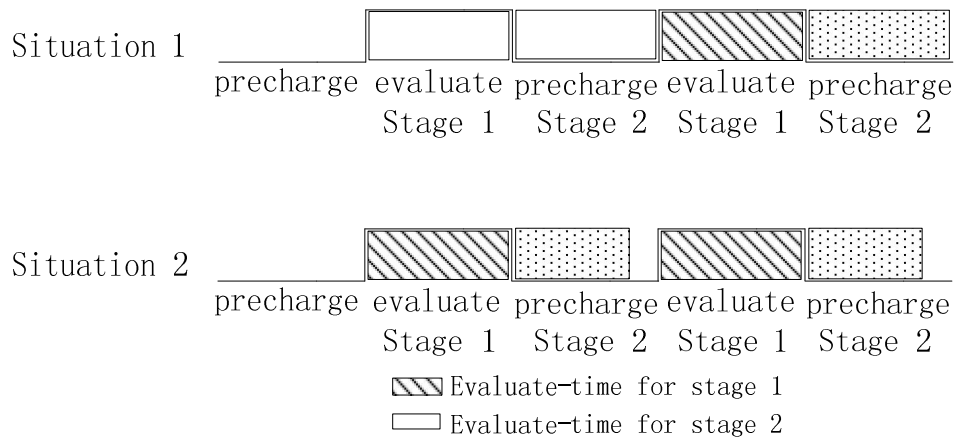 Situation 1
precharge evaluate precharge evaluate precharge
Stage 1 Stage 2 Stage 1 Stage 2
Situation 2
precharge evaluate precharge evaluate precharge
Stage 1 Stage 2 Stage 1 Stage 2
Evaluate-time for stage 1
Evaluate-time for stage 2